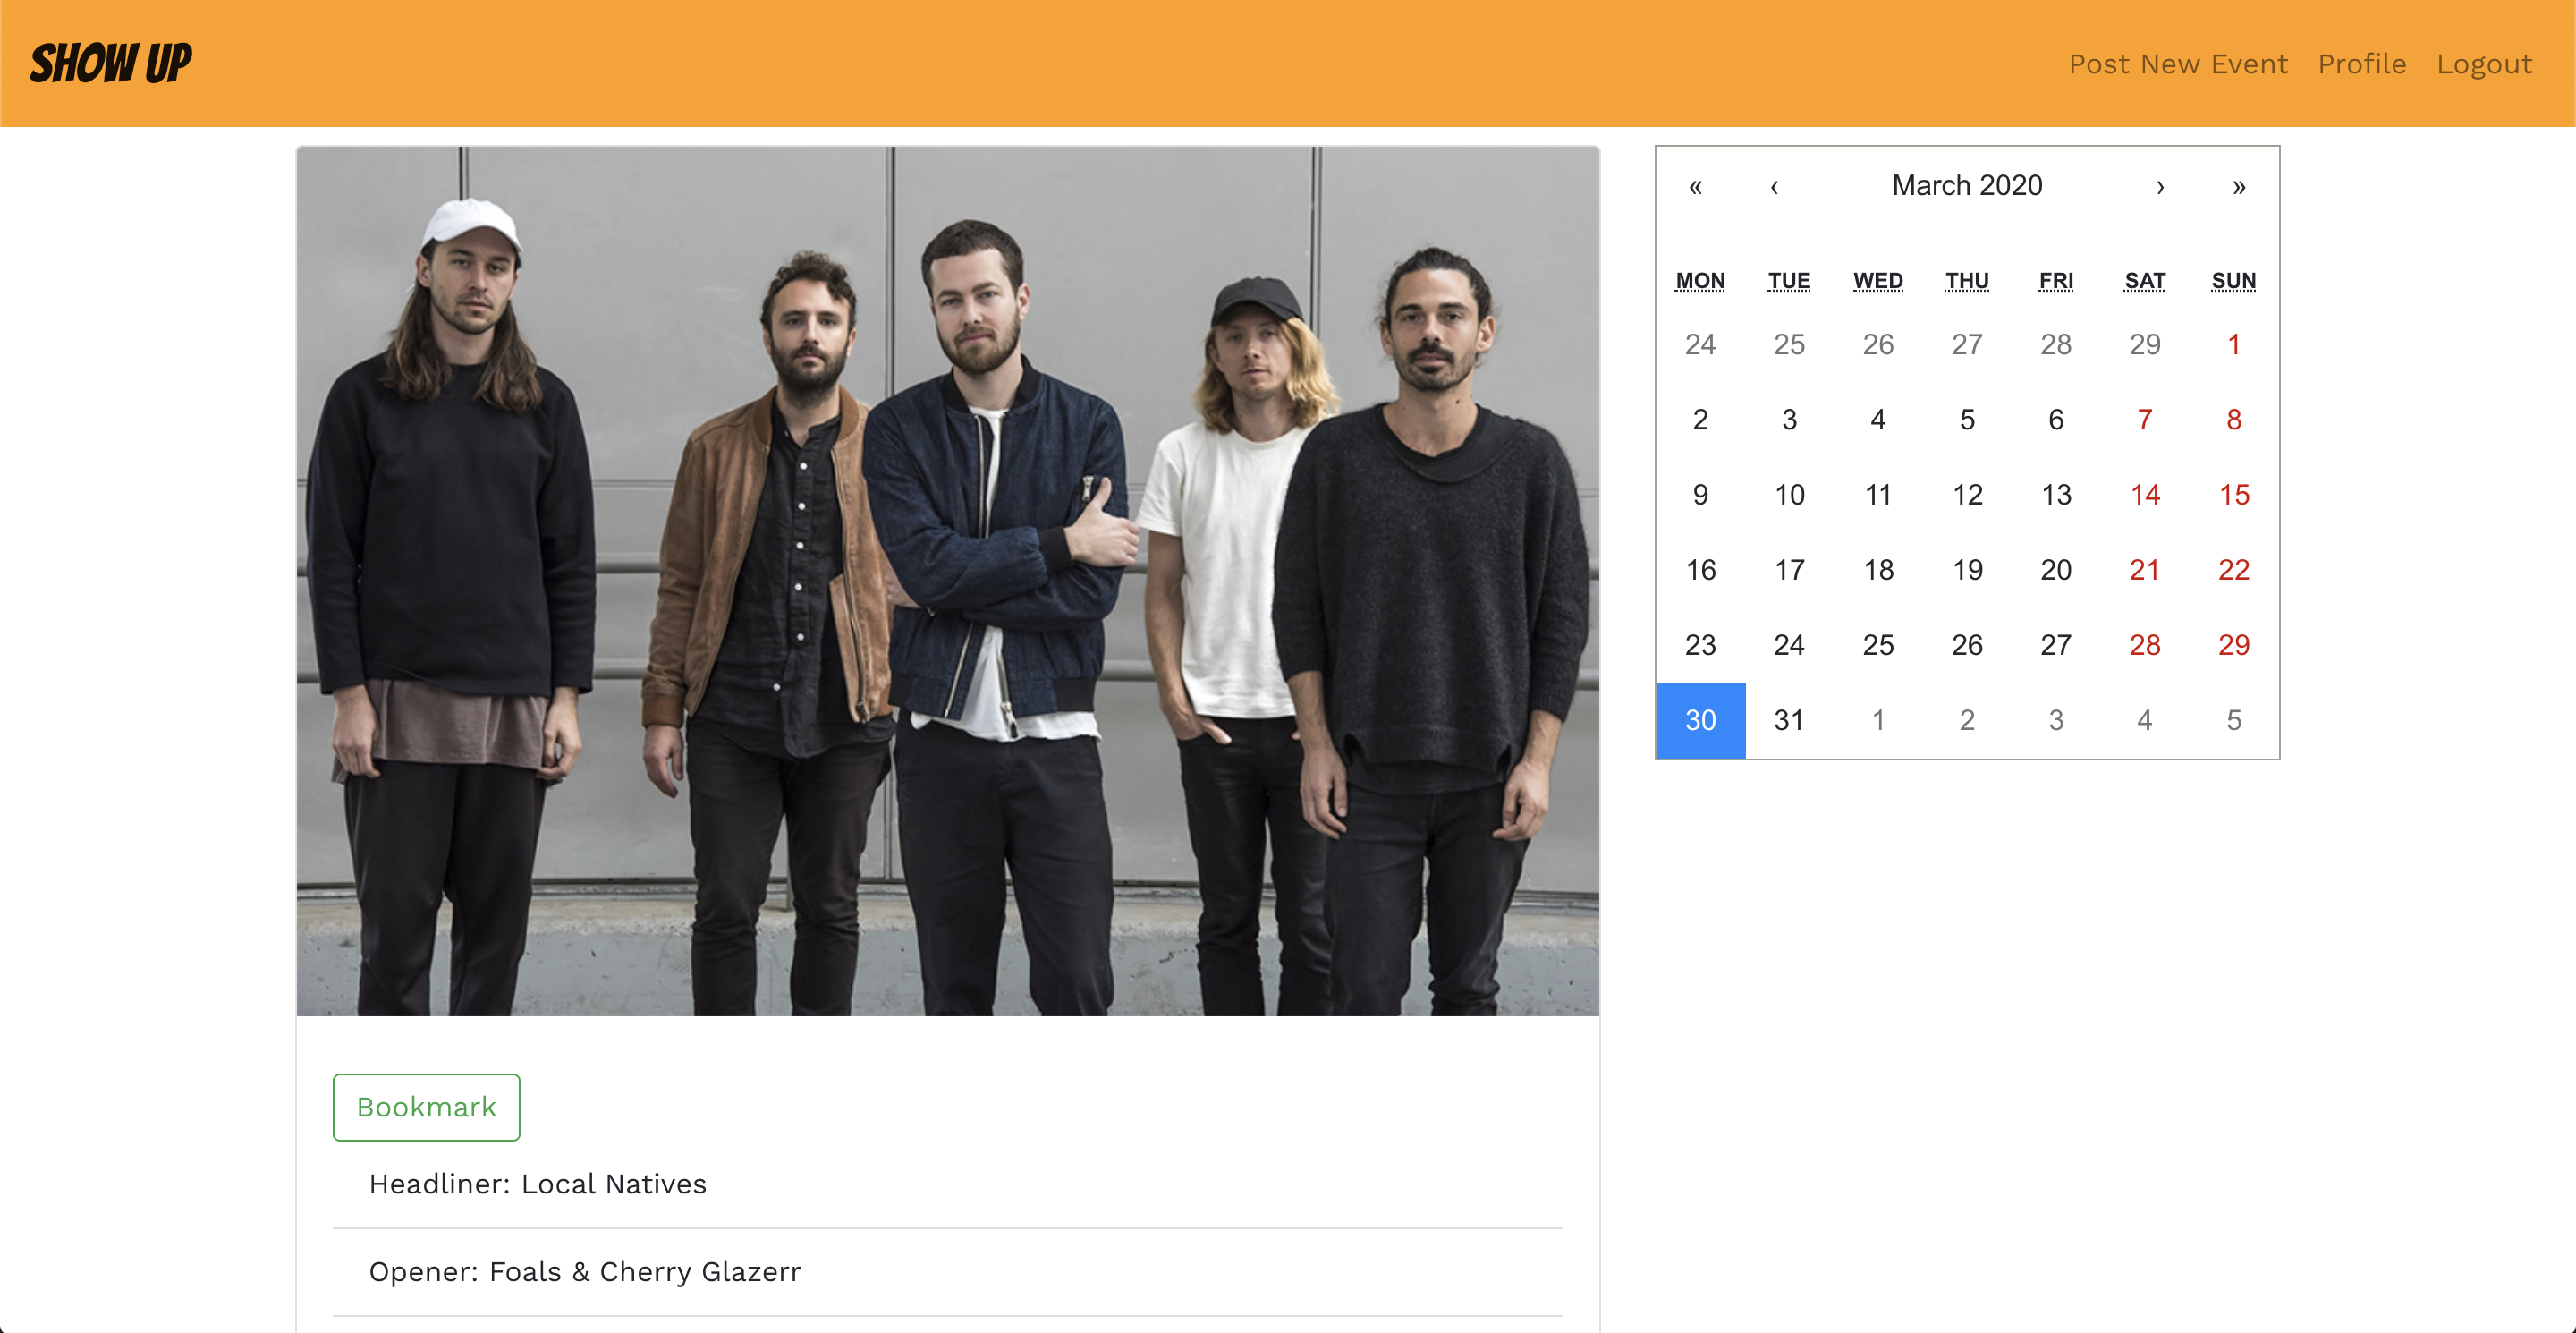 SHOW UP
Post New Event Profile Logout
« ‹ March 2020 › »
MON TUE WED THU FRI SAT SUN
24 25 26 27 28 29 1
2 3 4 5 6 7 8
9 10 11 12 13 14 15
16 17 18 19 20 21 22
23 24 25 26 27 28 29
30 31 1 2 3 4 5
Bookmark
Headliner: Local Natives
Opener: Foals & Cherry Glazerr